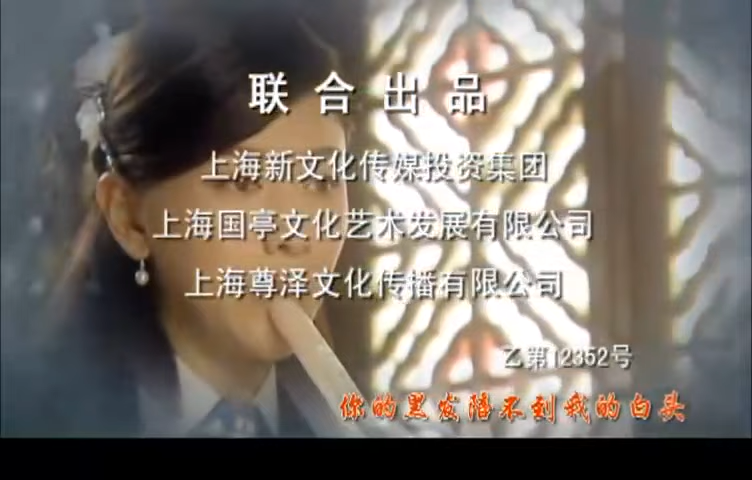 联合出品
上海新文化传媒投资集团
上海国亭文化艺术发展有限公司
上海尊泽文化传播有限公司
乙第12352号
你的黑发陪不到我的白头